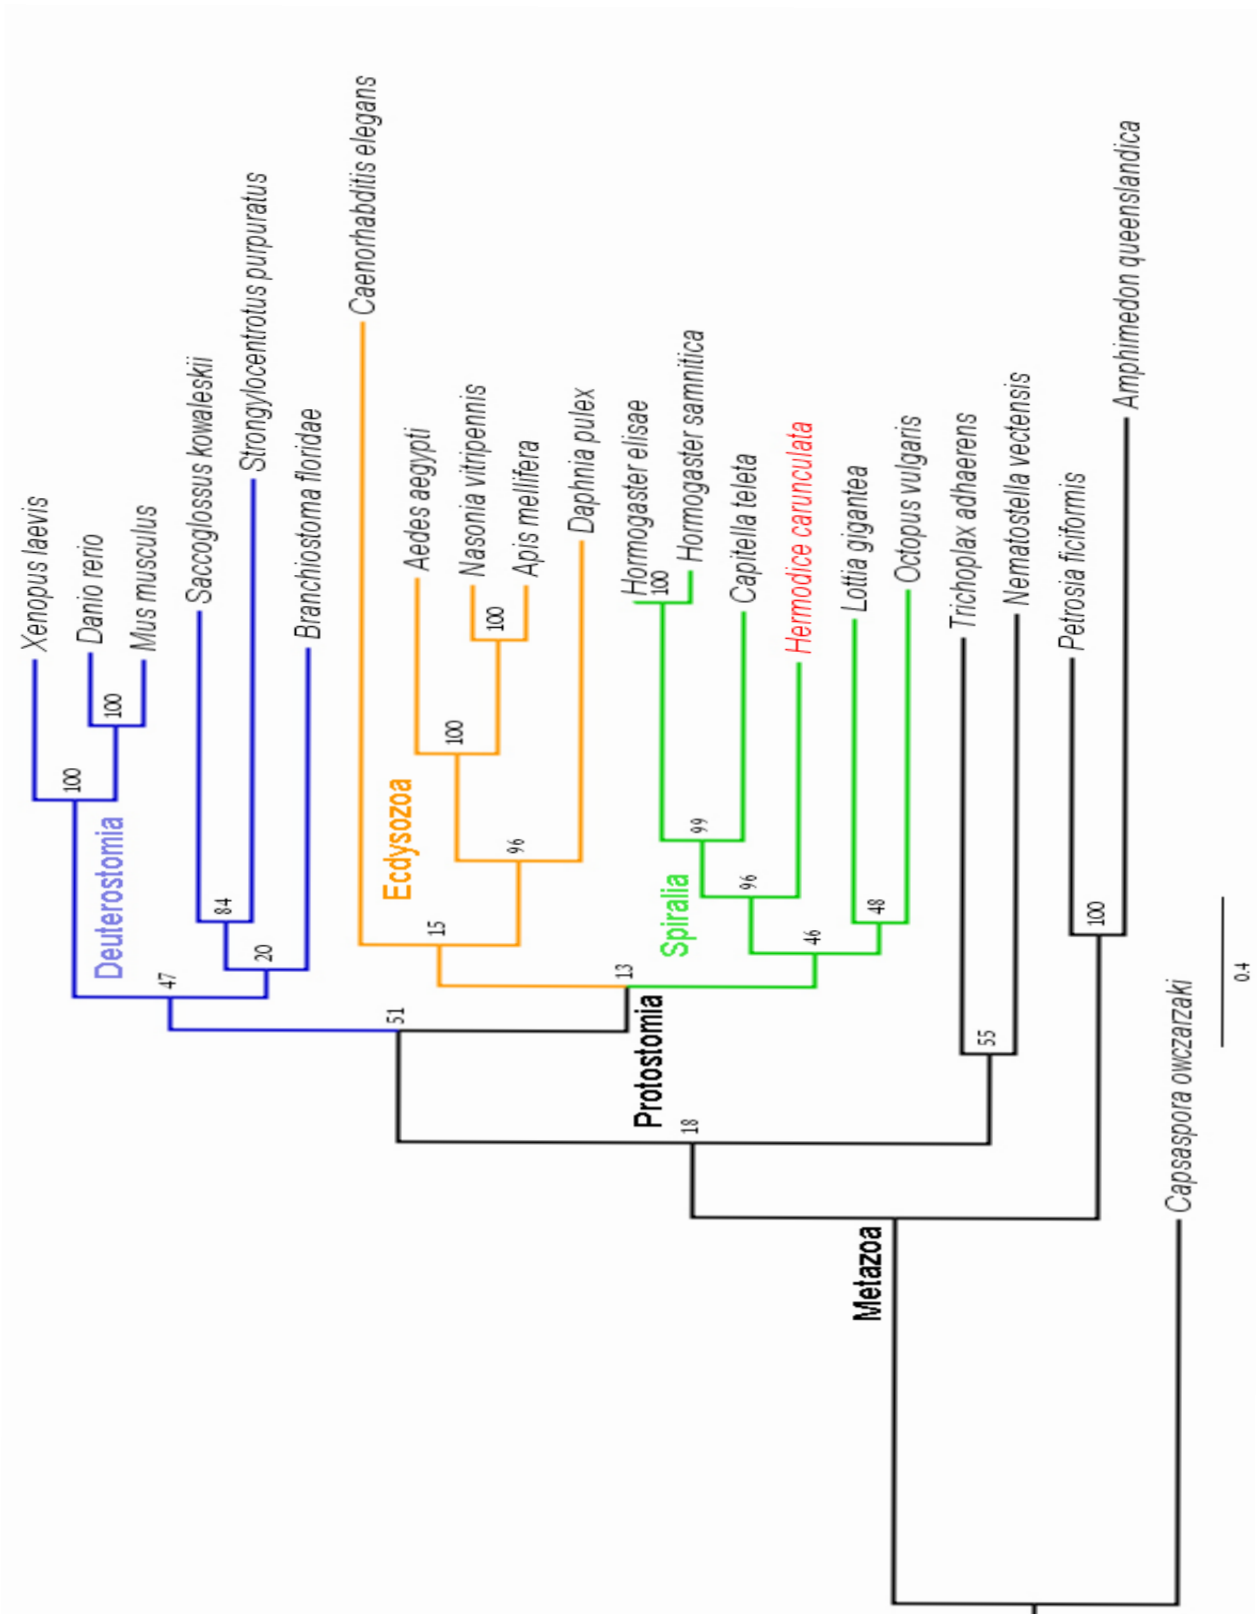 Xenopus laevis
Danio rerio
Mus musculus
Saccoglossus kowaleskii
Strongylocentrotus purpuratus
Branchiostoma floridae
Caenorhabditis elegans
Aedes aegypti
Nasonia vitripennis
Apis mellifera
Daphnia pulex
Hormogaster elisae
Hormogaster samnitica
Capitella teleta
Hermodice carunculata
Lottia gigantea
Octopus vulgaris
Trichoplax adhaerens
Nematostella vectensis
Petrosia ficiformis
Amphimedon queenslandica
Capsaspora owczarzaki
Deuterostomia
Ecdysozoa
Spiralia
Protostomia
Metazoa
100
100
84
20
47
51
15
100
100
96
13
100
99
96
46
48
18
55
100
0.4